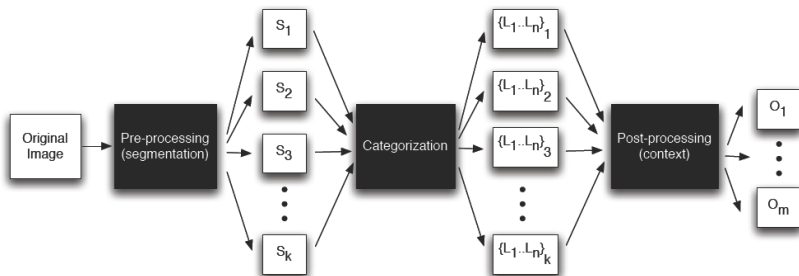 Original
Image
Pre-processing
(segmentation)
S1
S2
S3
Sk
Categorization
{L1..Ln}1
{L1..Ln}2
{L1..Ln}3
{L1..Ln}k
Post-processing
(context)
O1
Om